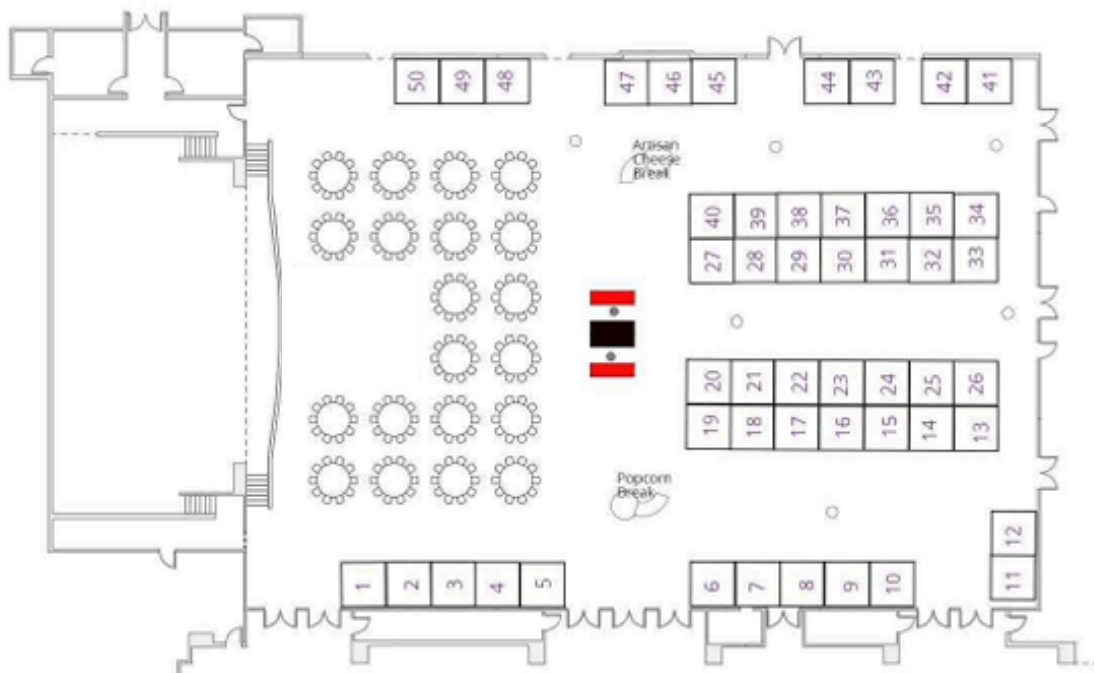 50 49 48 47 46 45 44 43 42 41
Artisan
Cheese
Break
40 39 38 37 36 35 34
27 28 29 30 31 32 33
20 21 22 23 24 25 26
19 18 17 16 15 14 13
Popcorn
Break
12
1 2 3 4 5 6 7 8 9 10 11